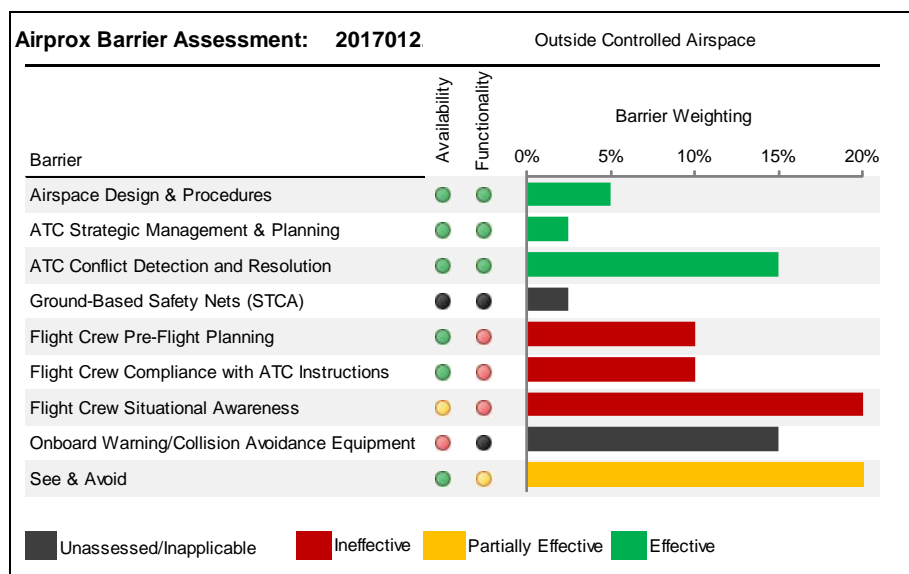 Airprox Barrier Assessment: 2017012 Outside Controlled Airspace
Availability
Functionality
Barrier Weighting
Barrier 0% 5% 10% 15% 20%
Airspace Design & Procedures
ATC Strategic Management & Planning
ATC Conflict Detection and Resolution
Ground-Based Safety Nets (STCA)
Flight Crew Pre-Flight Planning
Flight Crew Compliance with ATC Instructions
Flight Crew Situational Awareness
Onboard Warning/Collision Avoidance Equipment
See & Avoid
Unassessed/Inapplicable Ineffective Partially Effective Effective